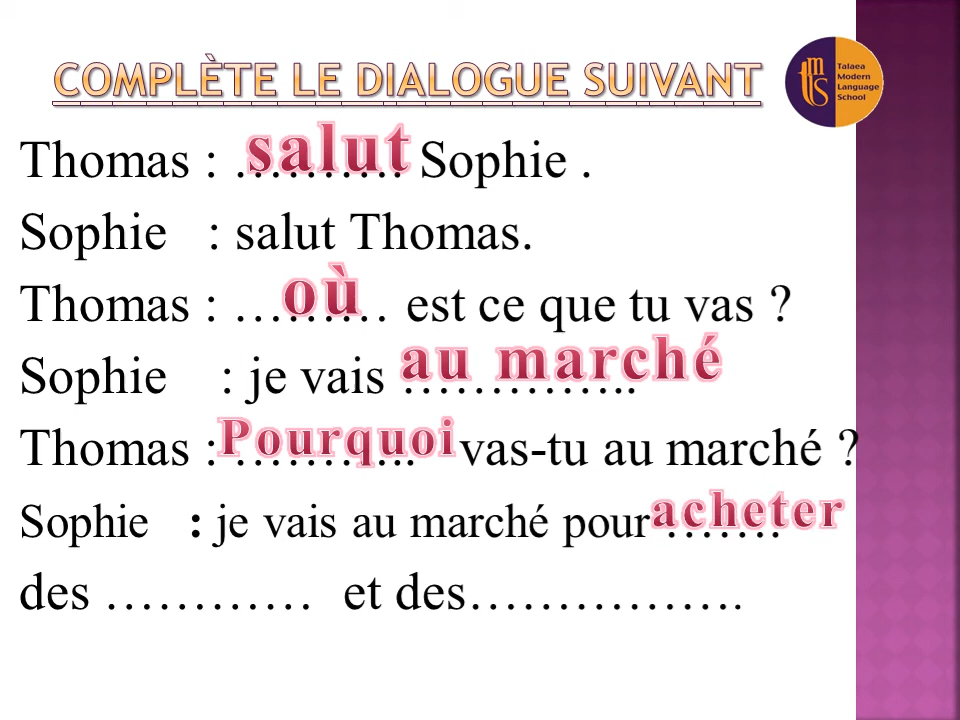 COMPLÈTE LE DIALOGUE SUIVANT
Talaea
Modern
Language
School
mls
Thomas : ………. salut Sophie .
Sophie : salut Thomas.
Thomas : ……… où est ce que tu vas ?
Sophie : je vais ………….. au marché
Thomas : ……….. Pourquoi vas-tu au marché ?
Sophie : je vais au marché pour ……. acheter
des ………… et des…………….